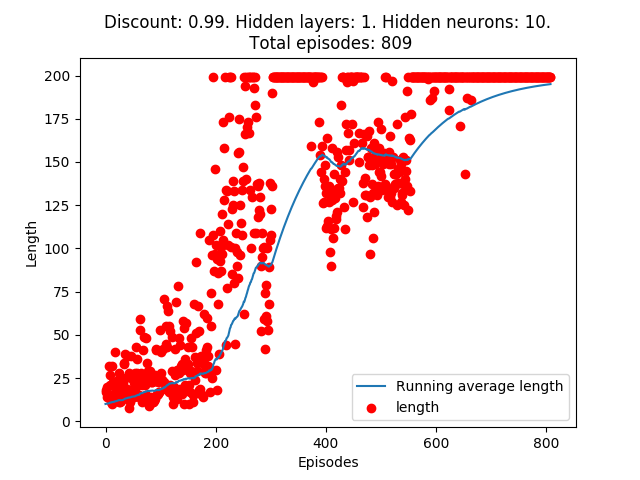 Discount: 0.99. Hidden layers: 1. Hidden neurons: 10.
Total episodes: 809
200
175
150
125
100
75
50
25
0
Length
0 200 400 600 800
Episodes
Running average length
length